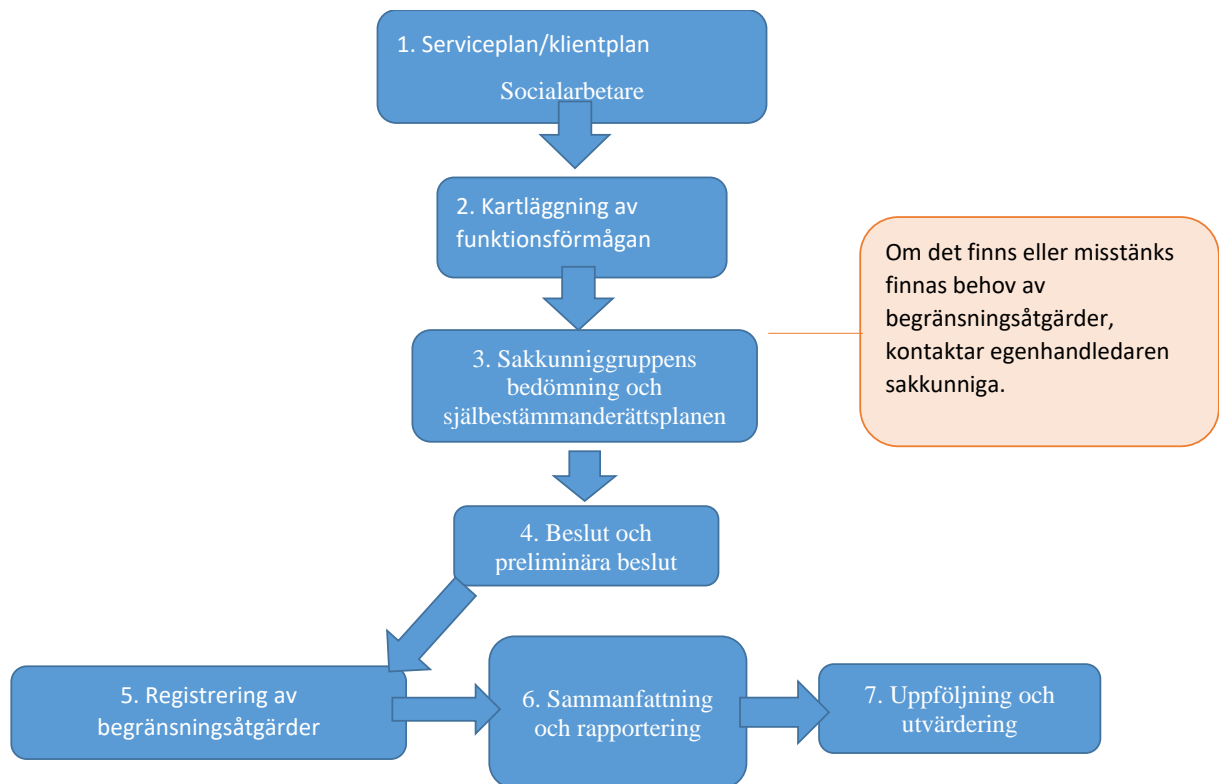 1. Serviceplan/klientplan
Socialarbetare
2. Kartläggning av
funktionsförmågan
Om det finns eller misstänks
finnas behov av
begränsningsåtgärder,
kontaktar egenhandledaren
sakkunniga.
3. Sakkunniggruppens
bedömning och
självbestämmanderättsplanen
4. Beslut och
preliminära beslut
5. Registrering av
begränsningsåtgärder
6. Sammanfattning
och rapportering
7. Uppföljning och
utvärdering